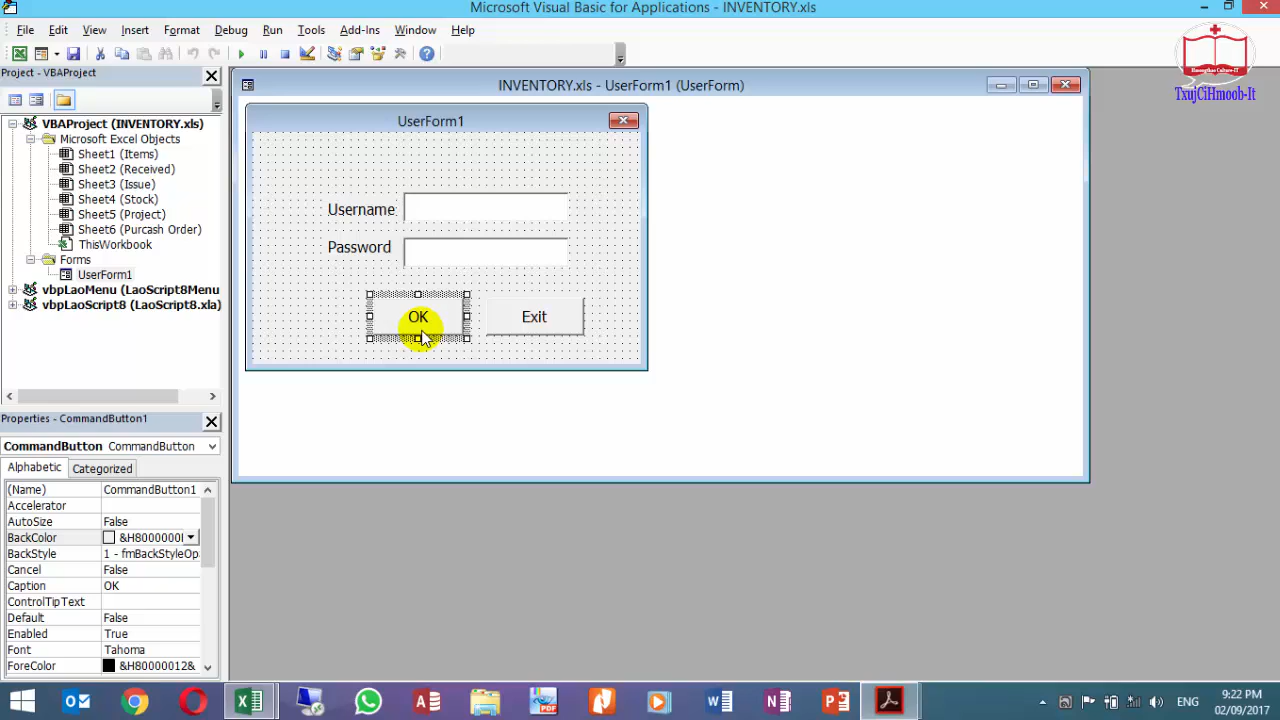 Microsoft Visual Basic for Applications - INVENTORY.xls
File Edit View Insert Format Debug Run Tools Add-Ins Window Help
Project - VBAProject
VBAProject (INVENTORY.xls)
Microsoft Excel Objects
Sheet1 (Items)
Sheet2 (Received)
Sheet3 (Issue)
Sheet4 (Stock)
Sheet5 (Project)
Sheet6 (Purcash Order)
ThisWorkbook
Forms
UserForm1
vbpLaoMenu (LaoScript8Menu
vbpLaoScript8 (LaoScript8.xla)
Properties - CommandButton1
CommandButton CommandButton
Alphabetic Categorized
(Name) CommandButton1
Accelerator
AutoSize False
BackColor &H8000000
BackStyle 1 - fmBackStyleOp
Cancel False
Caption OK
ControlTipText
Default False
Enabled True
Font Tahoma
ForeColor &H80000012&
INVENTORY.xls - UserForm1 (UserForm)
UserForm1
Username
Password
OK Exit
TxujCiHmoob-It
ENG
9:22 PM
02/09/2017